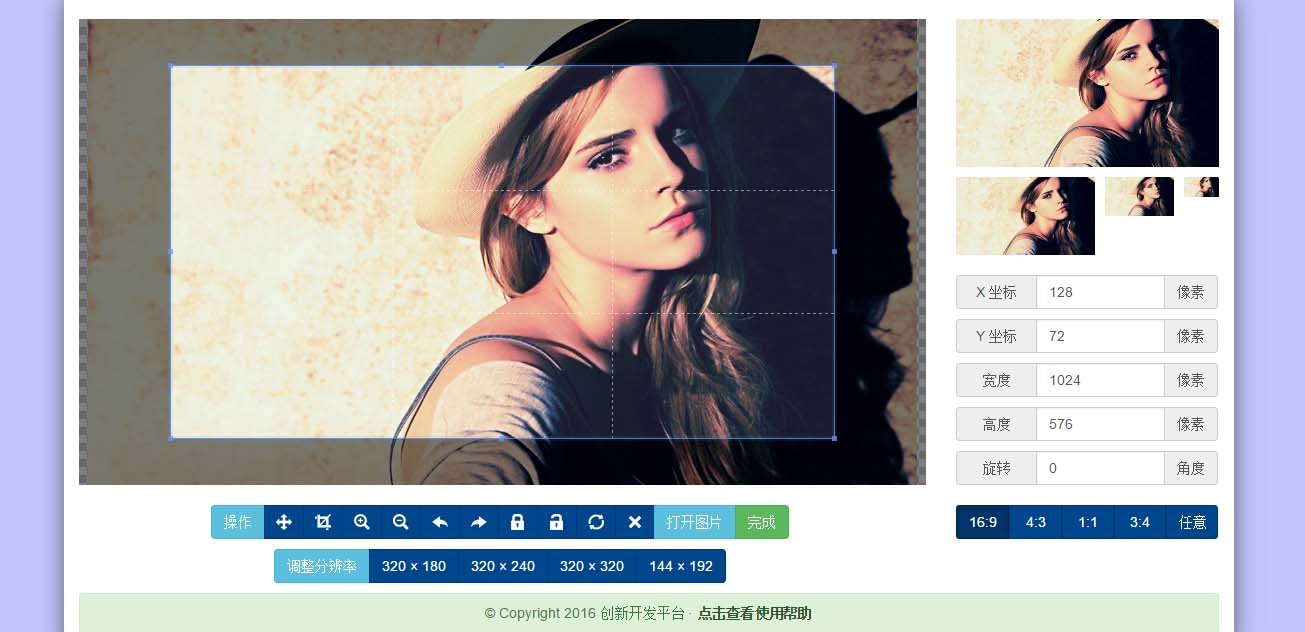 X 坐标 128 像素
Y 坐标 72 像素
宽度 1024 像素
高度 576 像素
旋转 0 角度
操作 打开图片 完成
16:9 4:3 1:1 3:4 任意
调整分辨率 320 × 180 320 × 240 320 × 320 144 × 192
© Copyright 2016 创新开发平台 · 点击查看使用帮助